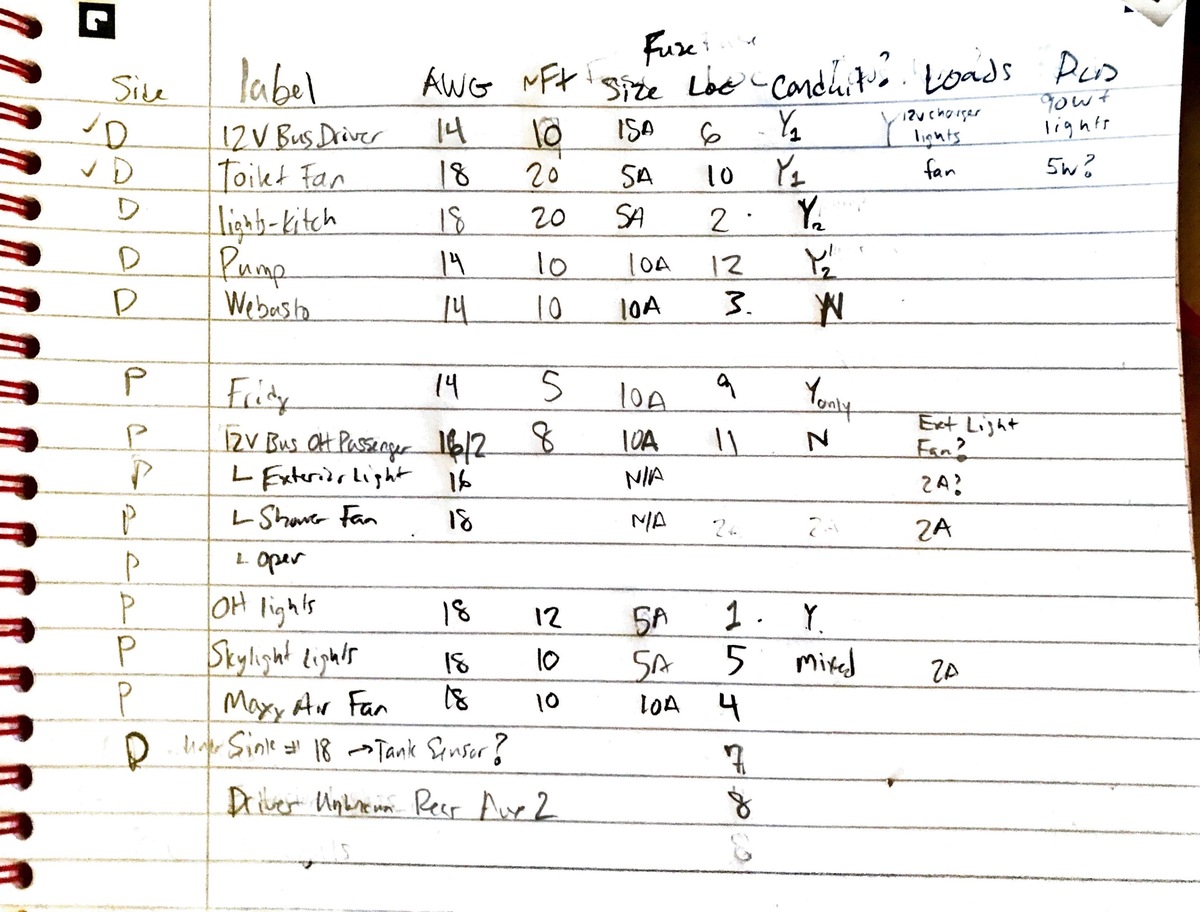 Fuze
Side label AWG ~Ft Size Loc Conduit? Loads
✓ D 12V Bus Driver 14 10 15A 6 Y1 12v charger lights 90w + lights
✓ D Toilet Fan 18 20 5A 10 Y1 fan 5w?
D lights-kitch 18 20 5A 2 Y2
D Pump 14 10 10A 12 Y2
D Webasto 14 10 10A 3. N
P Fridg 14 5 10A 9 Y only
P 12V Bus OH Passenger 16/2 8 10A 11 N Ext Light Fan?
P L Exterior Light 16 N/A 2A?
P L Shower Fan 18 N/A 2A 2A 2A
P L oper
P OH lights 18 12 5A 1. Y.
P Skylight Lights 18 10 5A 5 mixed 2A
P Maxx Air Fan 18 10 10A 4
D Sink # 18 → Tank Sensor? 7
Driver Unknown Rear Aux 2 8
8